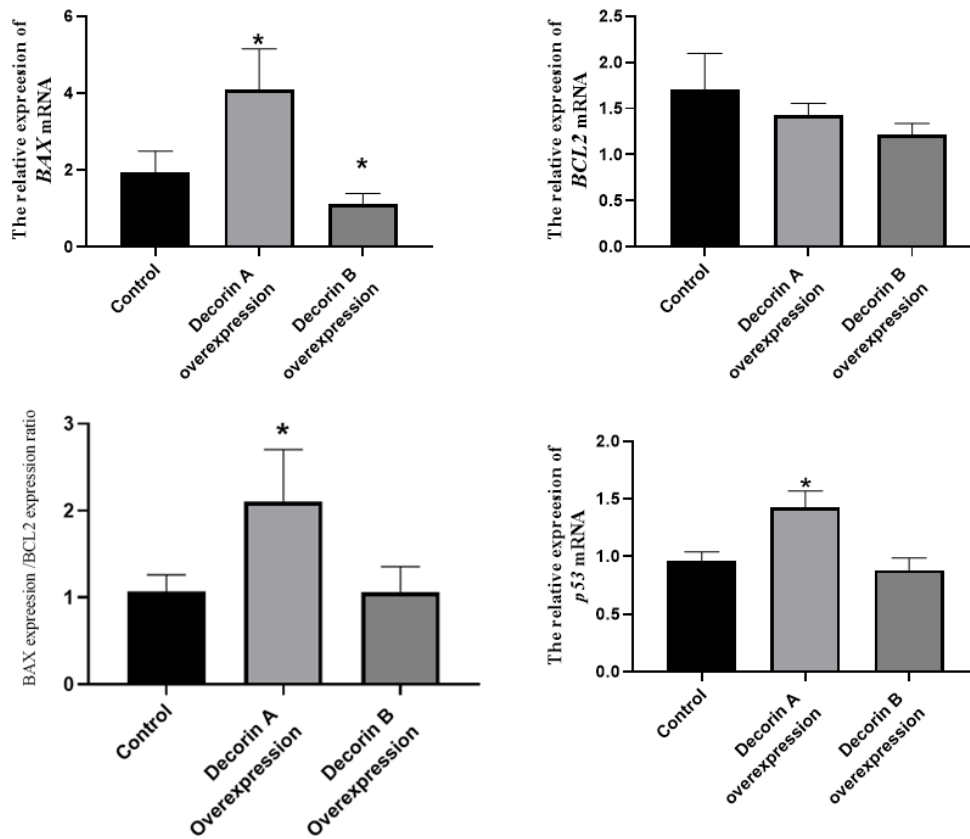 The relative expreesion of
BAX mRNA
6
4
2
0
*
*
Control
Decorin A
overexpression
Decorin B
overexpression
The relative expreesion of
BCL2 mRNA
2.5
2.0
1.5
1.0
0.5
0.0
Control
Decorin A
overexpression
Decorin B
overexpression
BAX expreesion /BCL2 expression ratio
3
2
1
0
*
Control
Decorin A
Overexpression
Decorin B
Overexpression
The relative expreesion of
p53 mRNA
2.0
1.5
1.0
0.5
0.0
*
Control
Decorin A
overexpression
Decorin B
overexpression